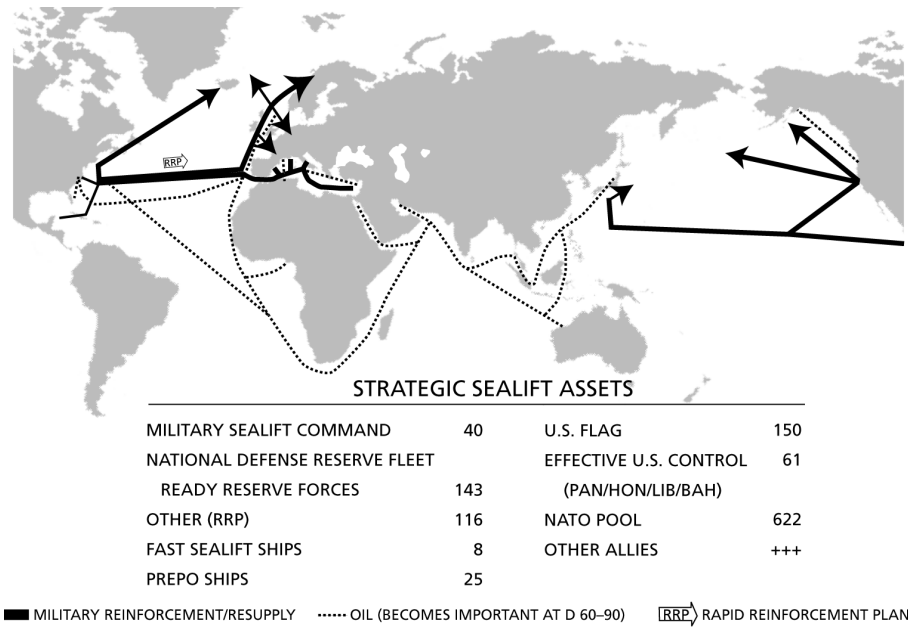 RRP
STRATEGIC SEALIFT ASSETS
MILITARY SEALIFT COMMAND 40
NATIONAL DEFENSE RESERVE FLEET
READY RESERVE FORCES 143
OTHER (RRP) 116
FAST SEALIFT SHIPS 8
PREPO SHIPS 25
U.S. FLAG 150
EFFECTIVE U.S. CONTROL 61
(PAN/HON/LIB/BAH)
NATO POOL 622
OTHER ALLIES +++
MILITARY REINFORCEMENT/RESUPPLY OIL (BECOMES IMPORTANT AT D 60–90) RRP RAPID REINFORCEMENT PLAN